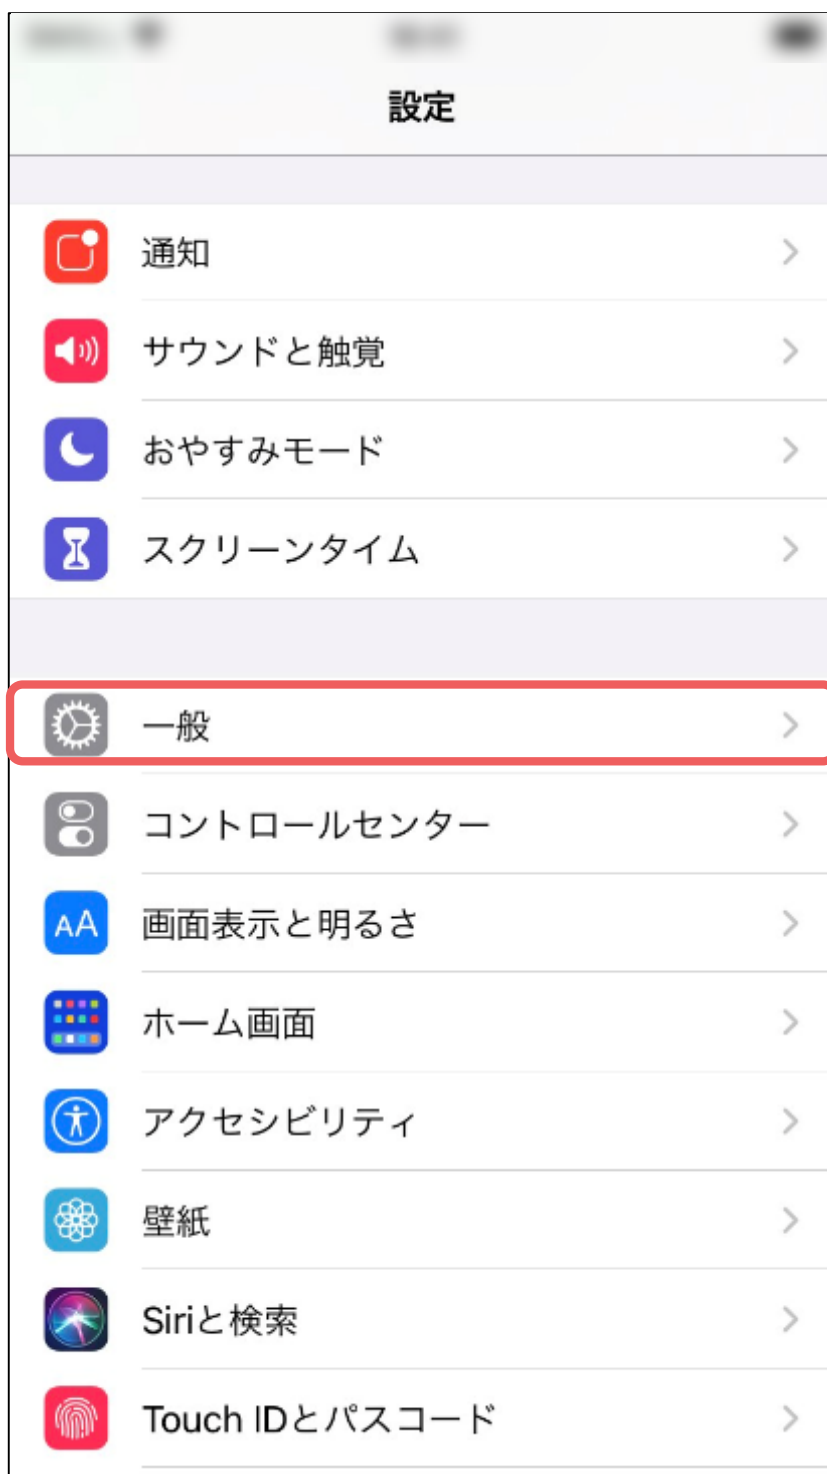 設定
通知
サウンドと触覚
おやすみモード
スクリーンタイム
一般
コントロールセンター
AA
画面表示と明るさ
ホーム画面
アクセシビリティ
壁紙
Siriと検索
Touch IDとパスコード